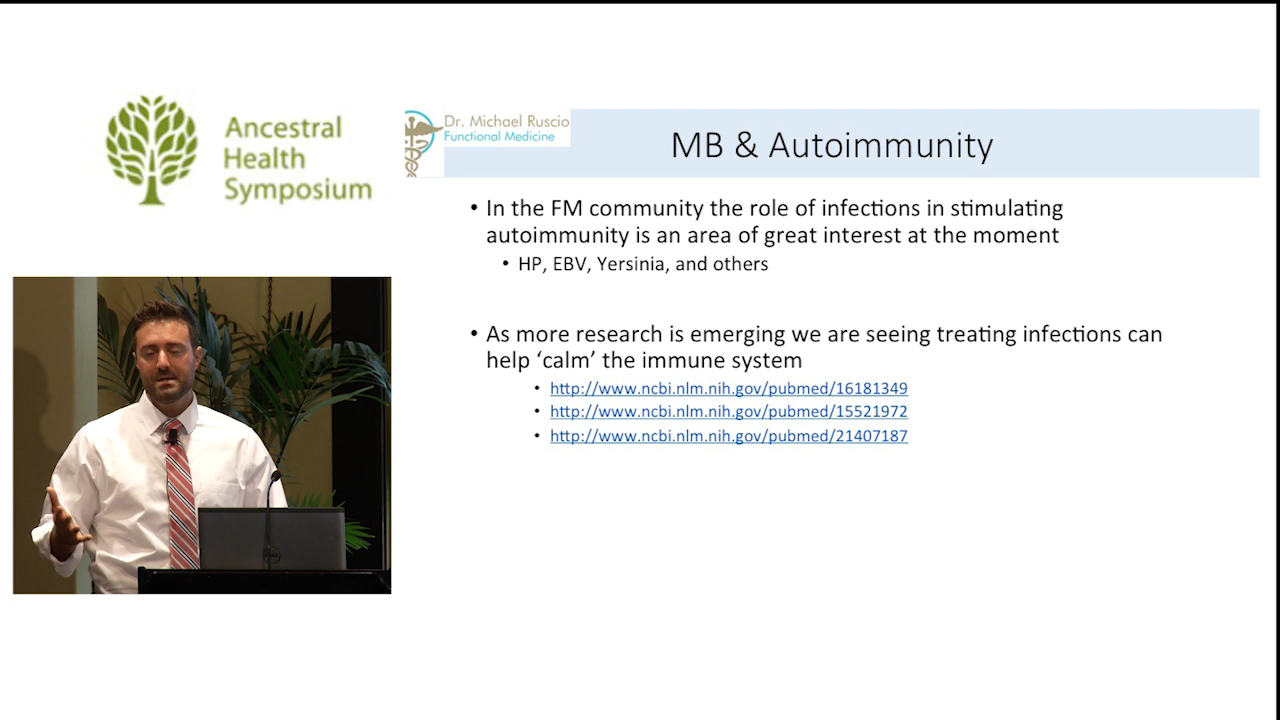 Ancestral
Health
Symposium
Dr. Michael Ruscio
Functional Medicine
MB & Autoimmunity
• In the FM community the role of infections in stimulating
autoimmunity is an area of great interest at the moment
• HP, EBV, Yersinia, and others
• As more research is emerging we are seeing treating infections can
help ‘calm’ the immune system
• http://www.ncbi.nlm.nih.gov/pubmed/16181349
• http://www.ncbi.nlm.nih.gov/pubmed/15521972
• http://www.ncbi.nlm.nih.gov/pubmed/21407187